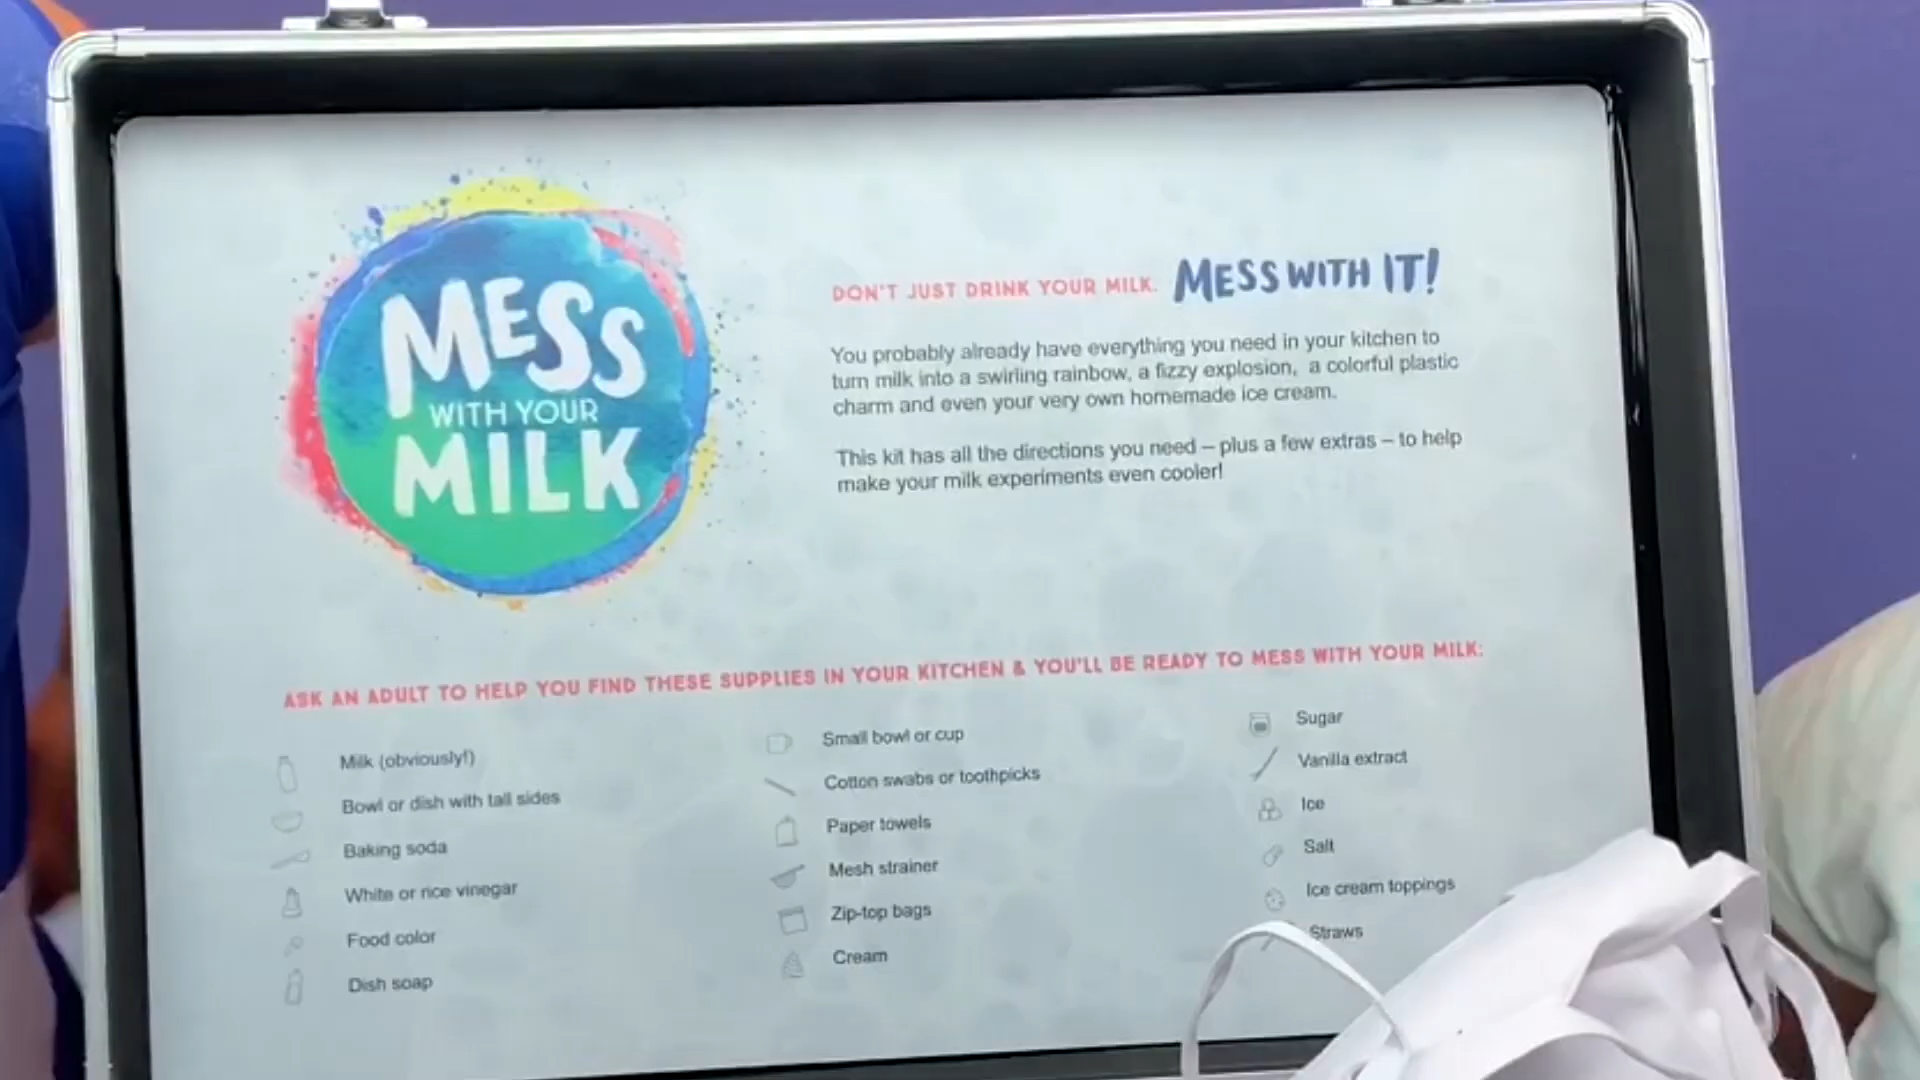 MESS
WITH YOUR
MILK
DON'T JUST DRINK YOUR MILK. MESS WITH IT!
You probably already have everything you need in your kitchen to
turn milk into a swirling rainbow, a fizzy explosion, a colorful plastic
charm and even your very own homemade ice cream.
This kit has all the directions you need – plus a few extras – to help
make your milk experiments even cooler!
ASK AN ADULT TO HELP YOU FIND THESE SUPPLIES IN YOUR KITCHEN & YOU'LL BE READY TO MESS WITH YOUR MILK:
Milk (obviously!)
Bowl or dish with tall sides
Baking soda
White or rice vinegar
Food color
Dish soap
Small bowl or cup
Cotton swabs or toothpicks
Paper towels
Mesh strainer
Zip-top bags
Cream
Sugar
Vanilla extract
Ice
Salt
Ice cream toppings
Straws